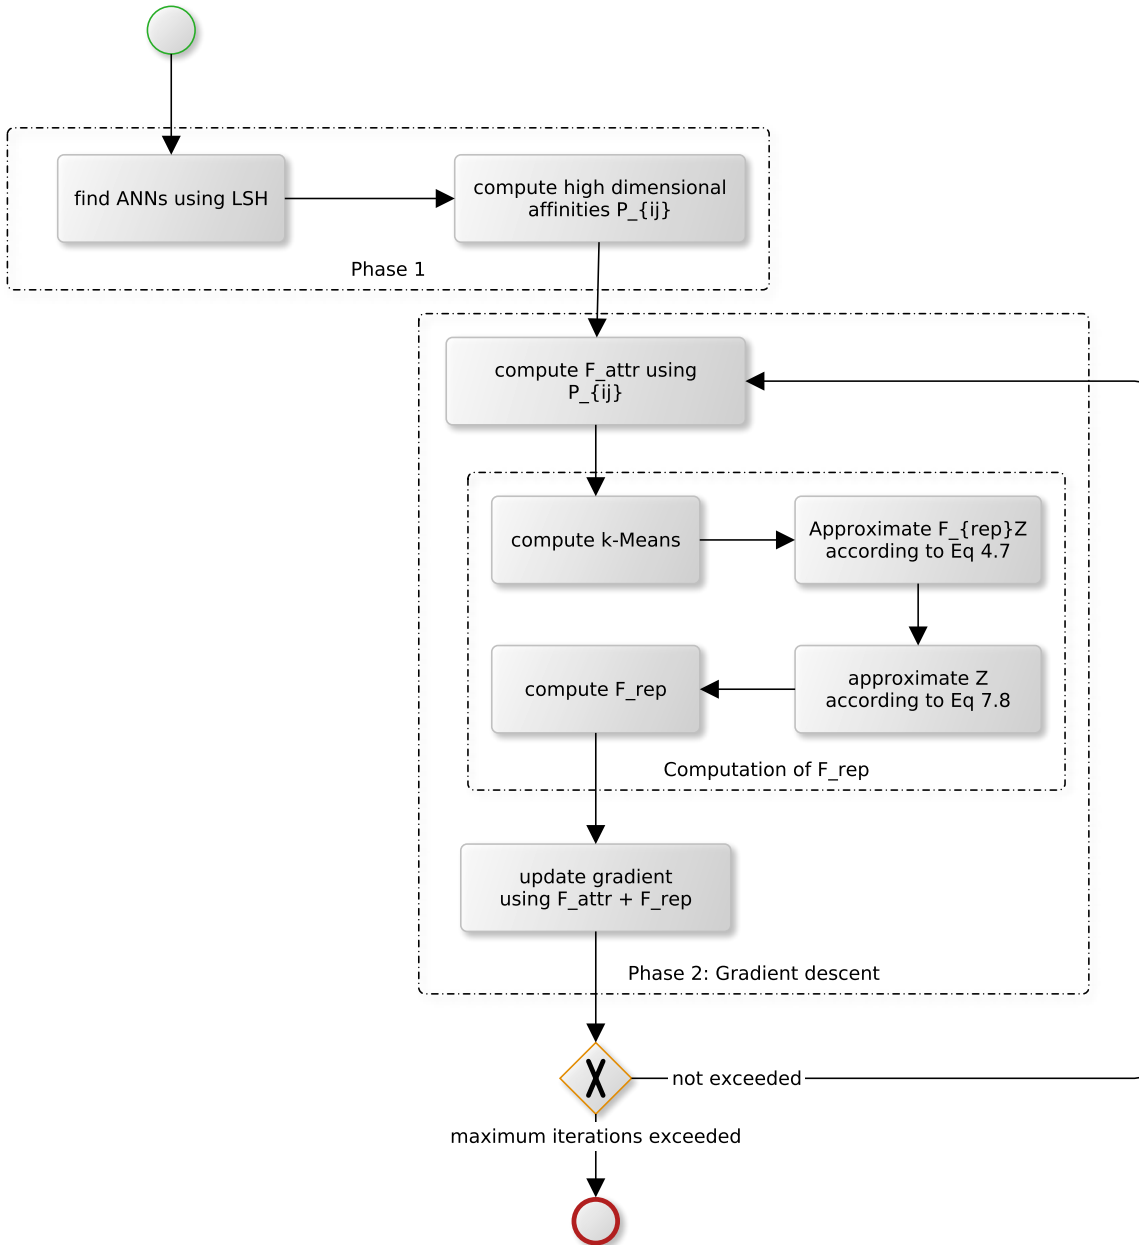 find ANNs using LSH
compute high dimensional
affinities P_{ij}
Phase 1
compute F_attr using
P_{ij}
compute k-Means
Approximate F_{rep}Z
according to Eq 4.7
compute F_rep
approximate Z
according to Eq 7.8
Computation of F_rep
update gradient
using F_attr + F_rep
Phase 2: Gradient descent
X
not exceeded
maximum iterations exceeded